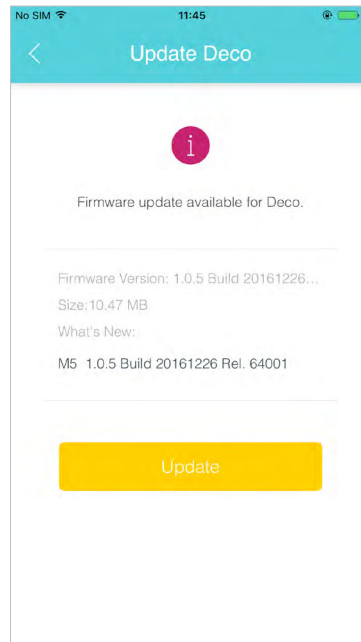 No SIM 11:45
Update Deco
i
Firmware update available for Deco.
Firmware Version: 1.0.5 Build 20161226...
Size:10.47 MB
What's New:
M5 1.0.5 Build 20161226 Rel. 64001
Update